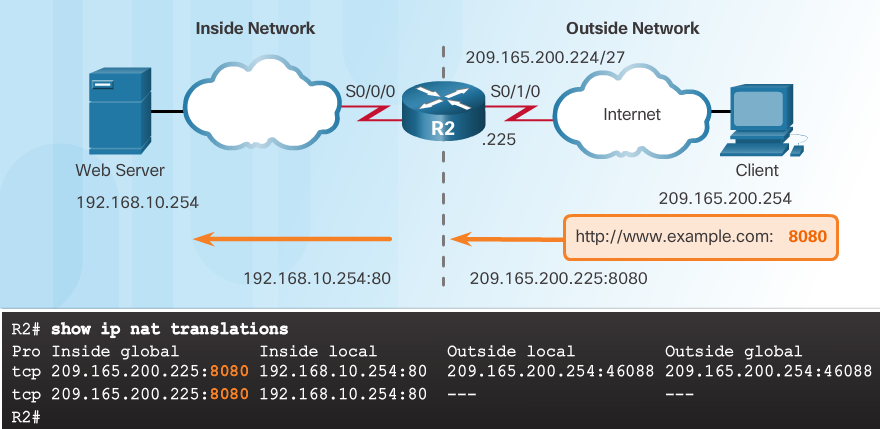 Inside Network
Outside Network
209.165.200.224/27
S0/0/0
S0/1/0
R2
Internet
.225
Web Server
Client
192.168.10.254
209.165.200.254
http://www.example.com: 8080
192.168.10.254:80
209.165.200.225:8080
R2# show ip nat translations
Pro Inside global Inside local Outside local Outside global
tcp 209.165.200.225:8080 192.168.10.254:80 209.165.200.254:46088 209.165.200.254:46088
tcp 209.165.200.225:8080 192.168.10.254:80 --- ---
R2#